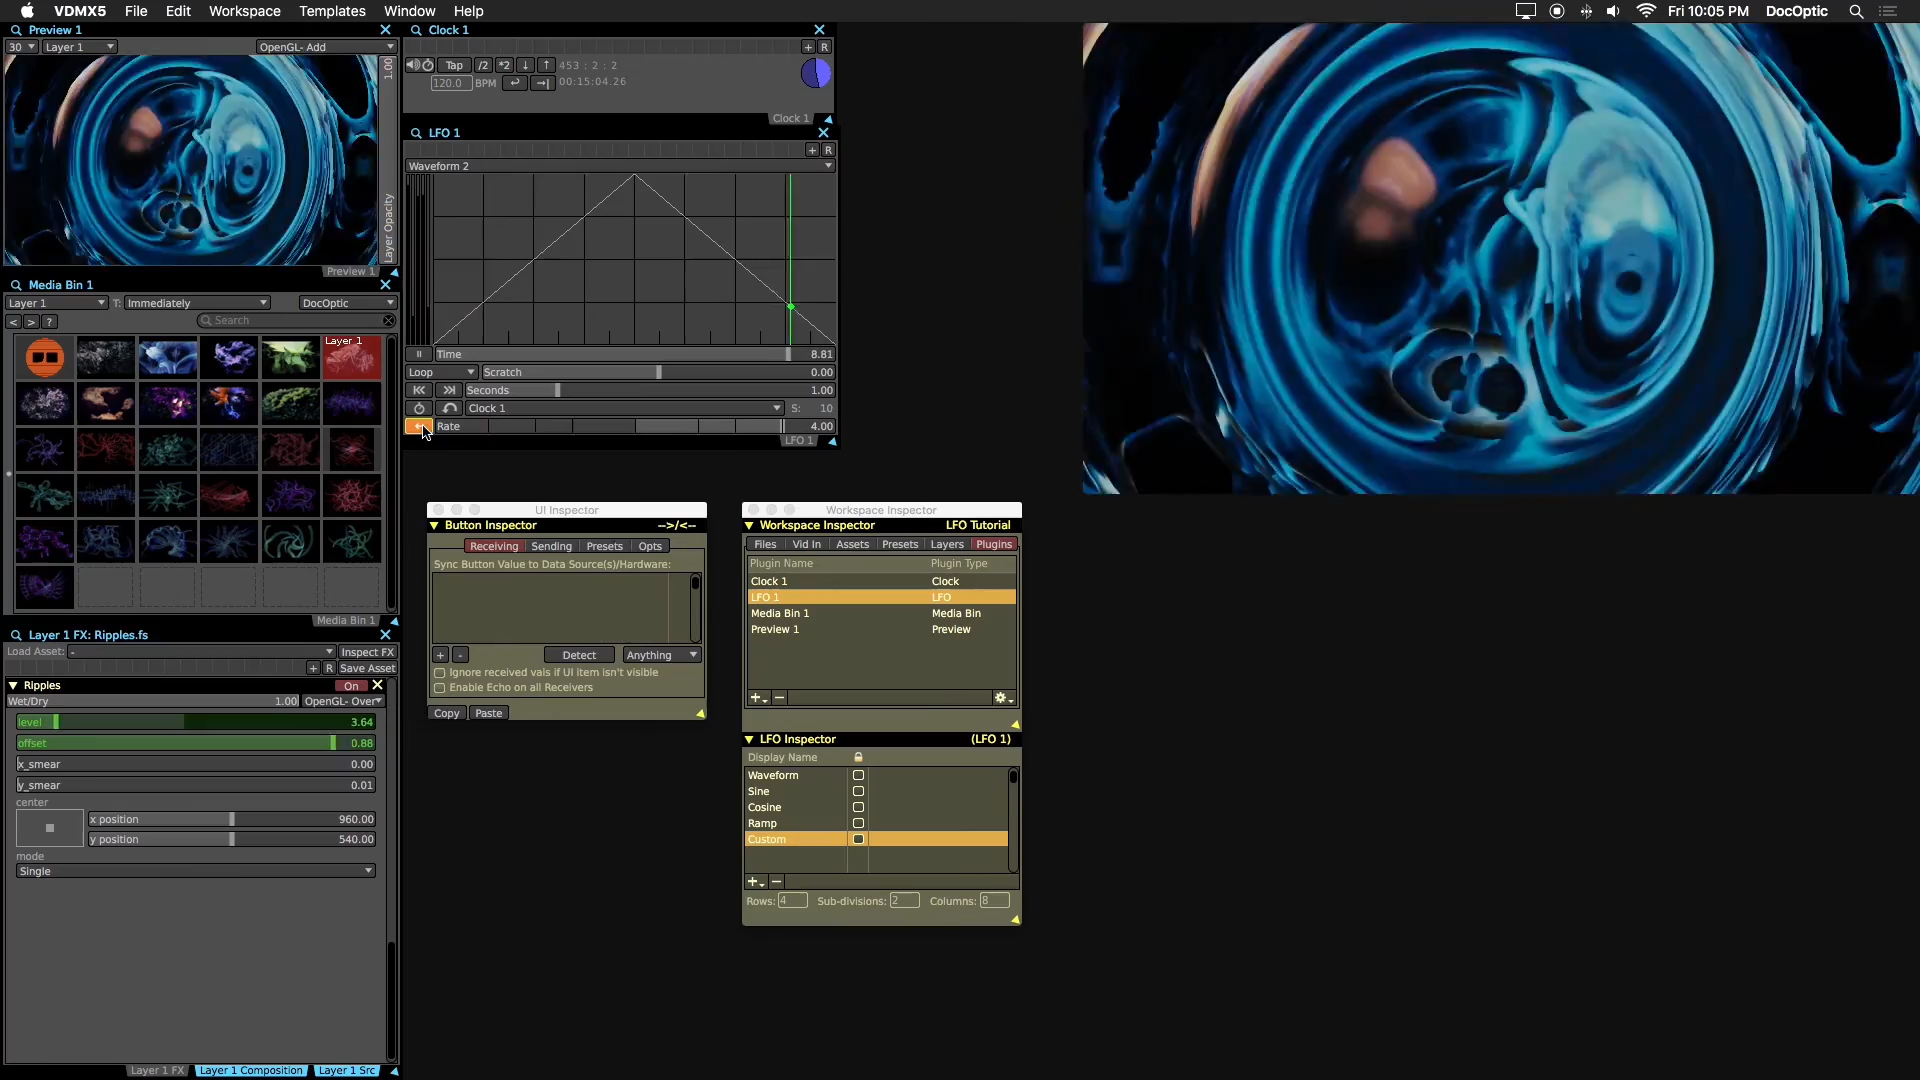 VDMX5 File Edit Workspace Templates Window Help
Fri 10:05 PM DocOptic
Preview 1
30 Layer 1 OpenGL- Add
1.00
Layer Opacity
Preview 1
Media Bin 1
Layer 1 T: Immediately DocOptic
< > ? Search
Layer 1
Media Bin 1
Layer 1 FX: Ripples.fs
Load Asset: - Inspect FX
+ R Save Asset
Ripples On
Wet/Dry 1.00 OpenGL- Over
level 3.64
offset 0.88
x_smear 0.00
y_smear 0.01
center
x position 960.00
y position 540.00
mode
Single
Layer 1 FX Layer 1 Composition Layer 1 Src
Clock 1
+ R
Tap /2 *2 ↓ ↑ 453 : 2 : 2
120.0 BPM 00:15:04.26
Clock 1
LFO 1
+ R
Waveform 2
Time 8.81
Loop Scratch 0.00
Seconds 1.00
Clock 1 S: 10
Rate 4.00
LFO 1
UI Inspector
Button Inspector -->/<--
Receiving Sending Presets Opts
Sync Button Value to Data Source(s)/Hardware:
+ - Detect Anything
Ignore received vals if UI item isn't visible
Enable Echo on all Receivers
Copy Paste
Workspace Inspector
Workspace Inspector LFO Tutorial
Files Vid In Assets Presets Layers Plugins
Plugin Name Plugin Type
Clock 1 Clock
LFO 1 LFO
Media Bin 1 Media Bin
Preview 1 Preview
LFO Inspector (LFO 1)
Display Name
Waveform
Sine
Cosine
Ramp
Custom
Rows: 4 Sub-divisions: 2 Columns: 8